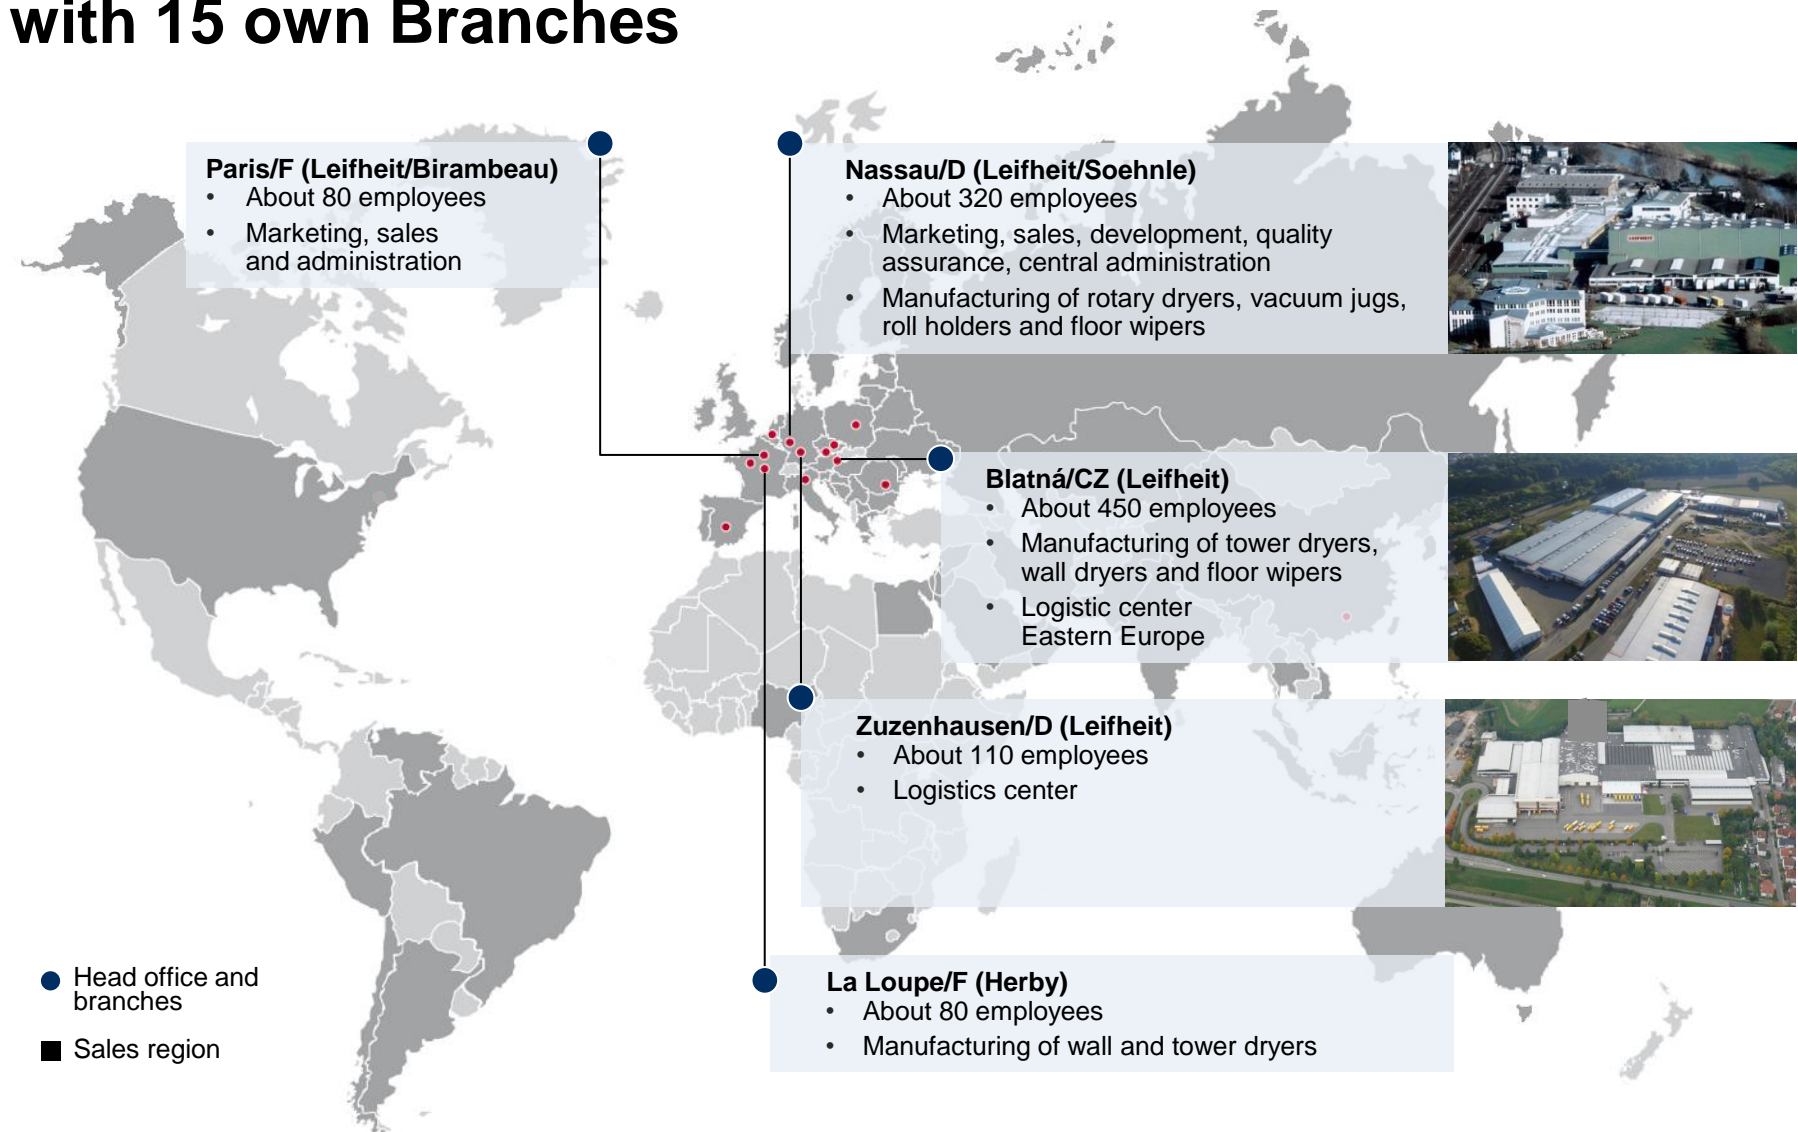 with 15 own Branches
Paris/F (Leifheit/Birambeau)
• About 80 employees
• Marketing, sales
and administration
Nassau/D (Leifheit/Soehnle)
• About 320 employees
• Marketing, sales, development, quality
assurance, central administration
• Manufacturing of rotary dryers, vacuum jugs,
roll holders and floor wipers
Blatná/CZ (Leifheit)
• About 450 employees
• Manufacturing of tower dryers,
wall dryers and floor wipers
• Logistic center
Eastern Europe
Zuzenhausen/D (Leifheit)
• About 110 employees
• Logistics center
La Loupe/F (Herby)
• About 80 employees
• Manufacturing of wall and tower dryers
Head office and
branches
Sales region